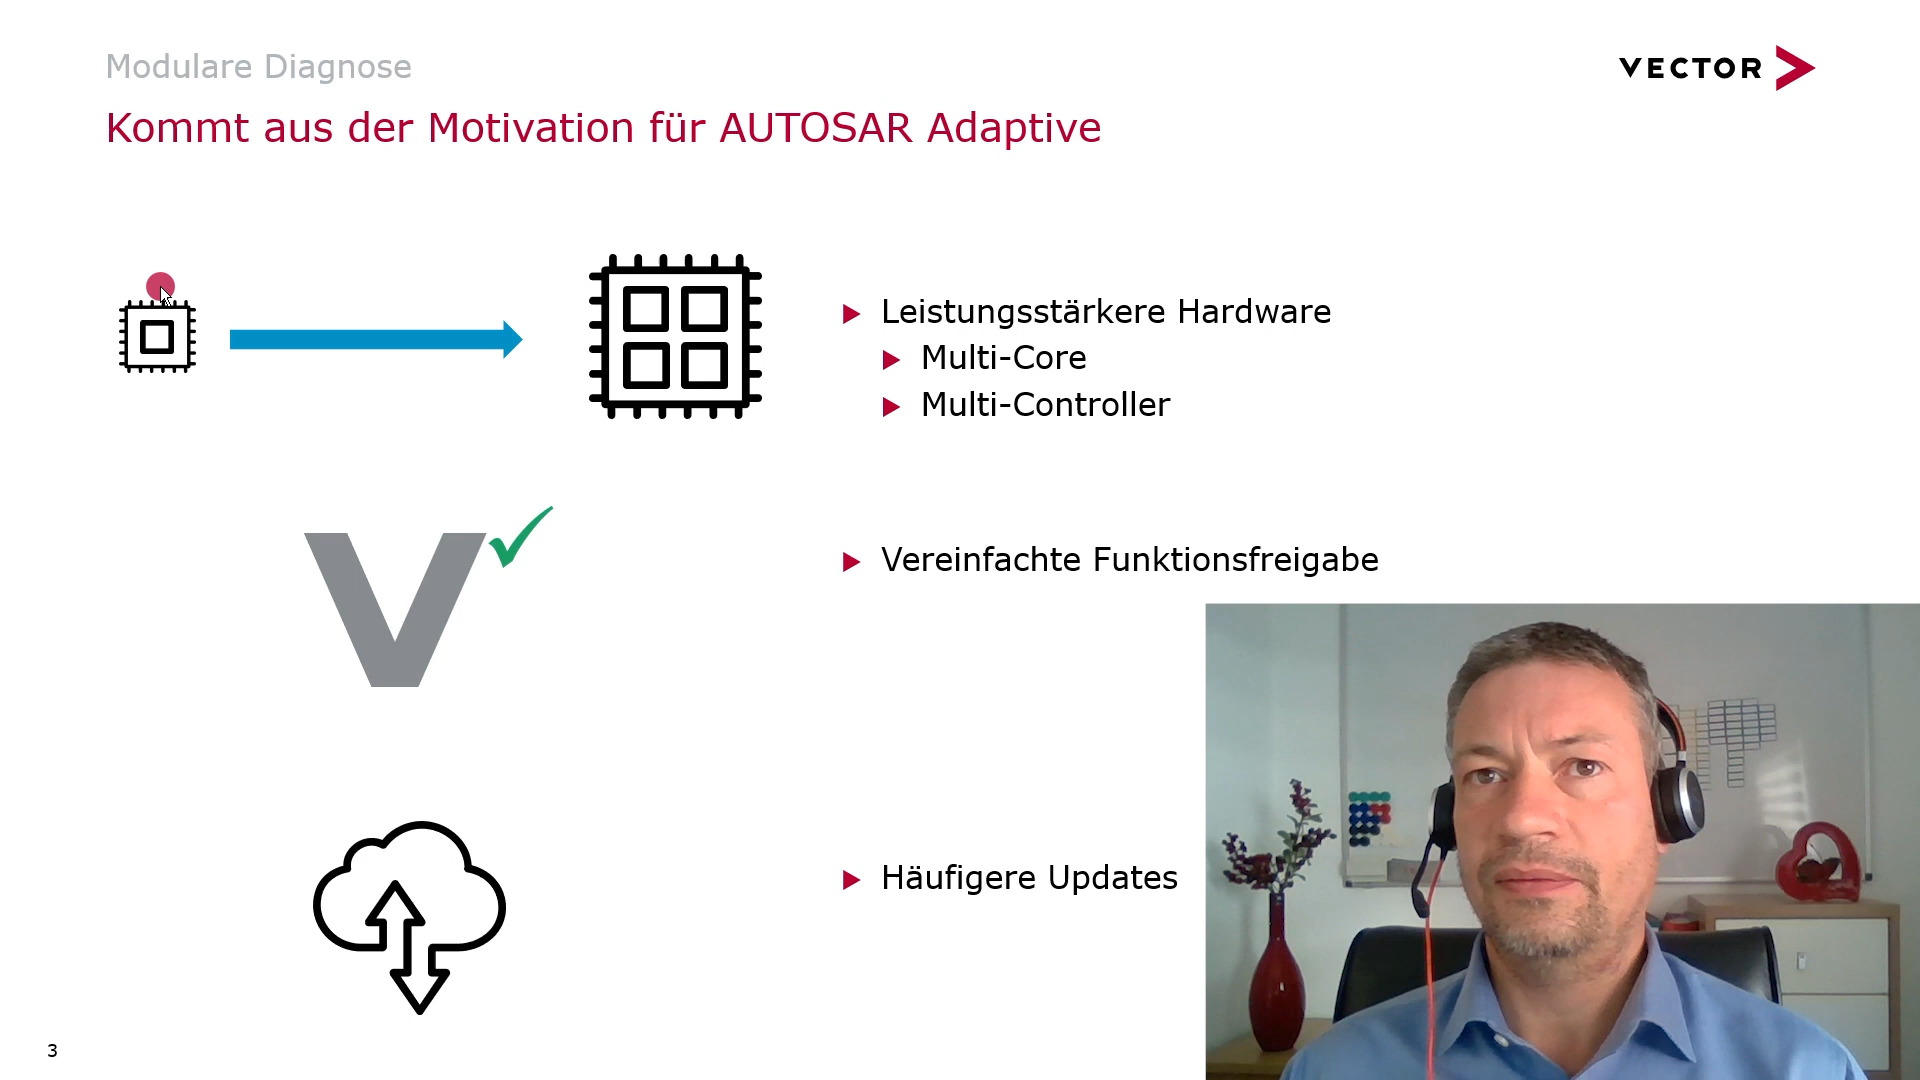 Modulare Diagnose
VECTOR
Kommt aus der Motivation für AUTOSAR Adaptive
Leistungsstärkere Hardware
Multi-Core
Multi-Controller
V
Vereinfachte Funktionsfreigabe
Häufigere Updates
3